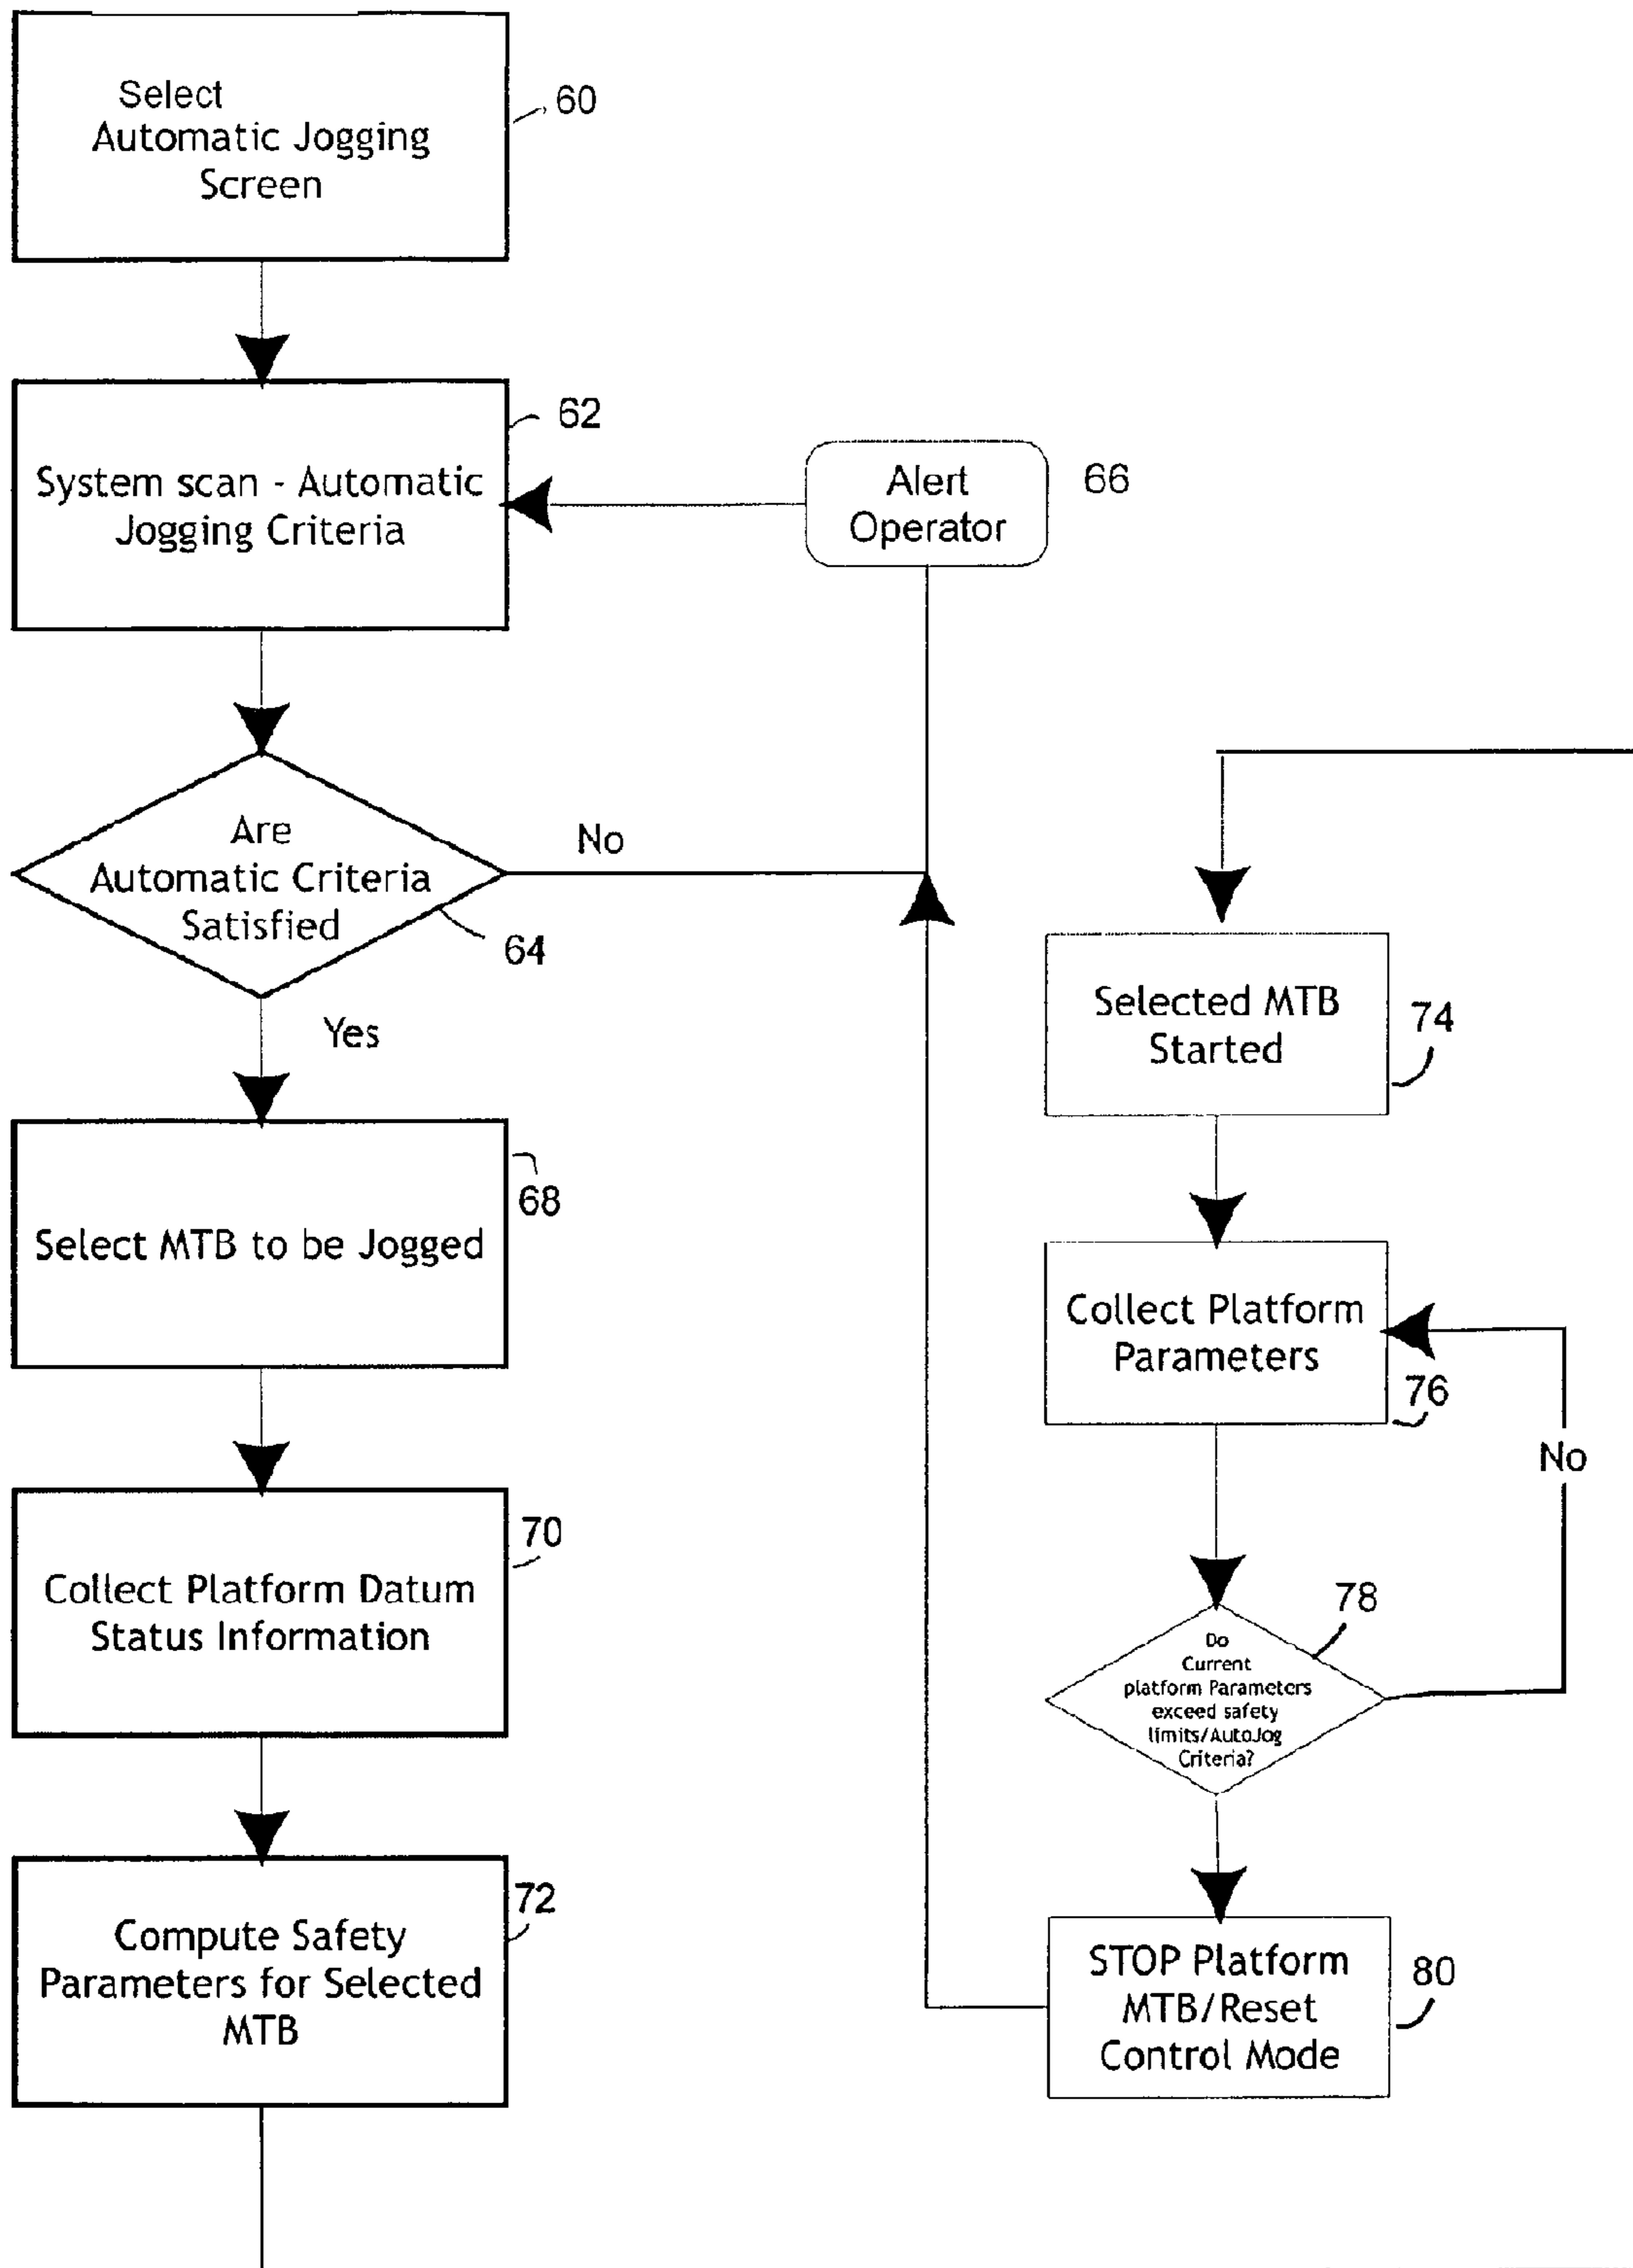 Select
Automatic Jogging
Screen
60
System scan - Automatic
Jogging Criteria
62
Alert
Operator
66
Are
Automatic Criteria
Satisfied
64
No
Yes
Select MTB to be Jogged
68
Collect Platform Datum
Status Information
70
Compute Safety
Parameters for Selected
MTB
72
Selected MTB
Started
74
Collect Platform
Parameters
76
No
Do
Current
platform Parameters
exceed safety
limits/AutoJog
Criteria?
78
STOP Platform
MTB/Reset
Control Mode
80